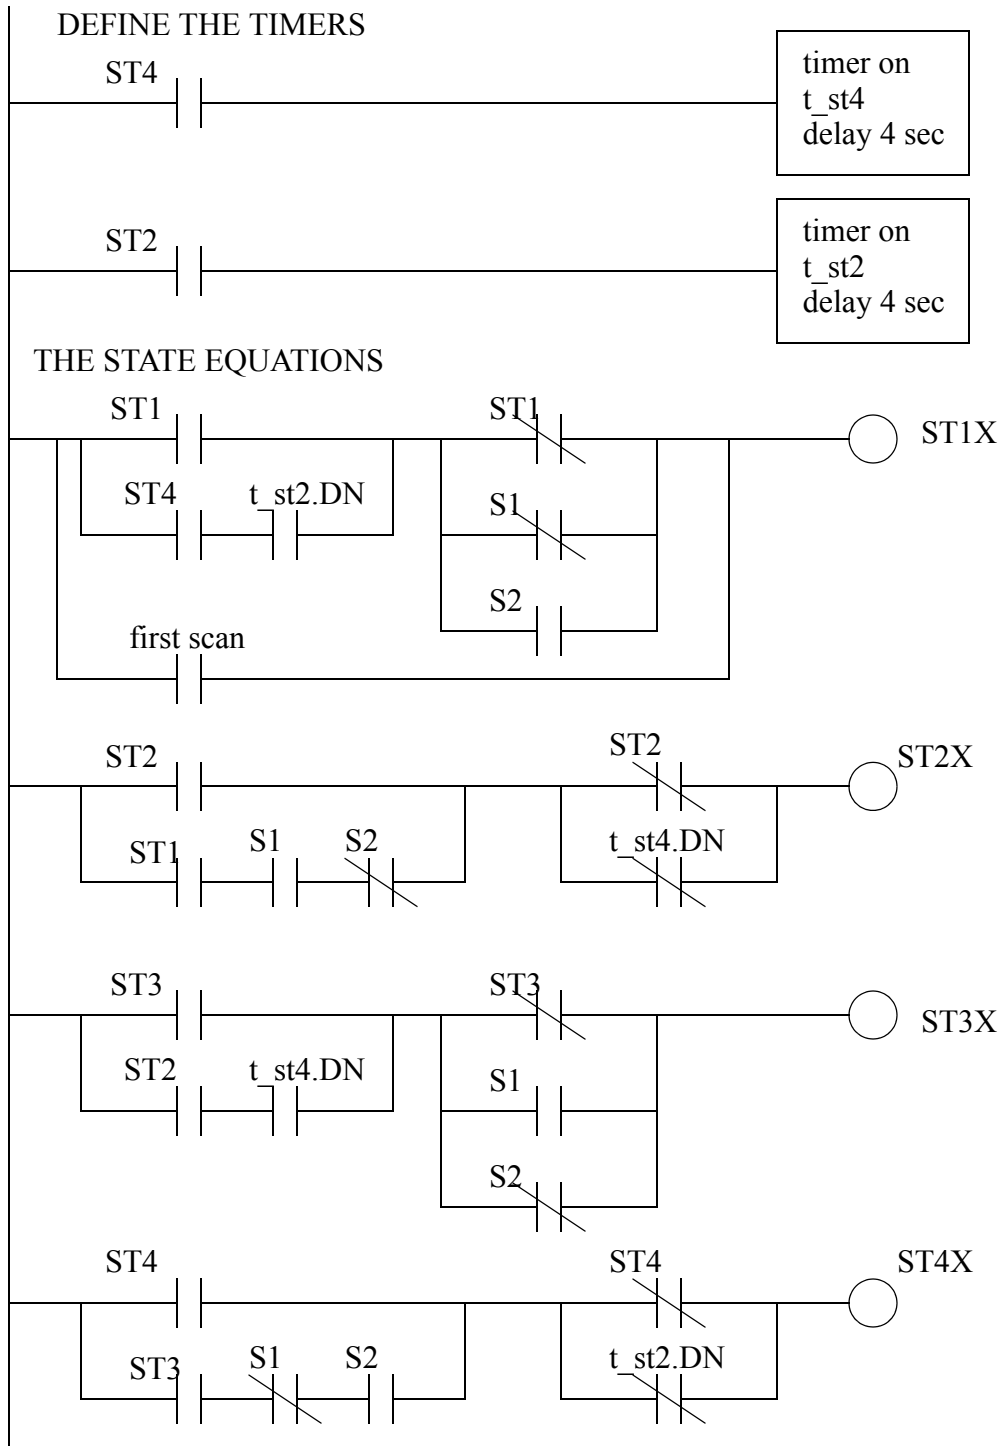 DEFINE THE TIMERS
ST4
timer on
t_st4
delay 4 sec
ST2
timer on
t_st2
delay 4 sec
THE STATE EQUATIONS
ST1
ST1
ST1X
ST4
t_st2.DN
S1
S2
first scan
ST2
ST2
ST2X
ST1
S1
S2
t_st4.DN
ST3
ST3
ST3X
ST2
t_st4.DN
S1
S2
ST4
ST4
ST4X
ST3
S1
S2
t_st2.DN